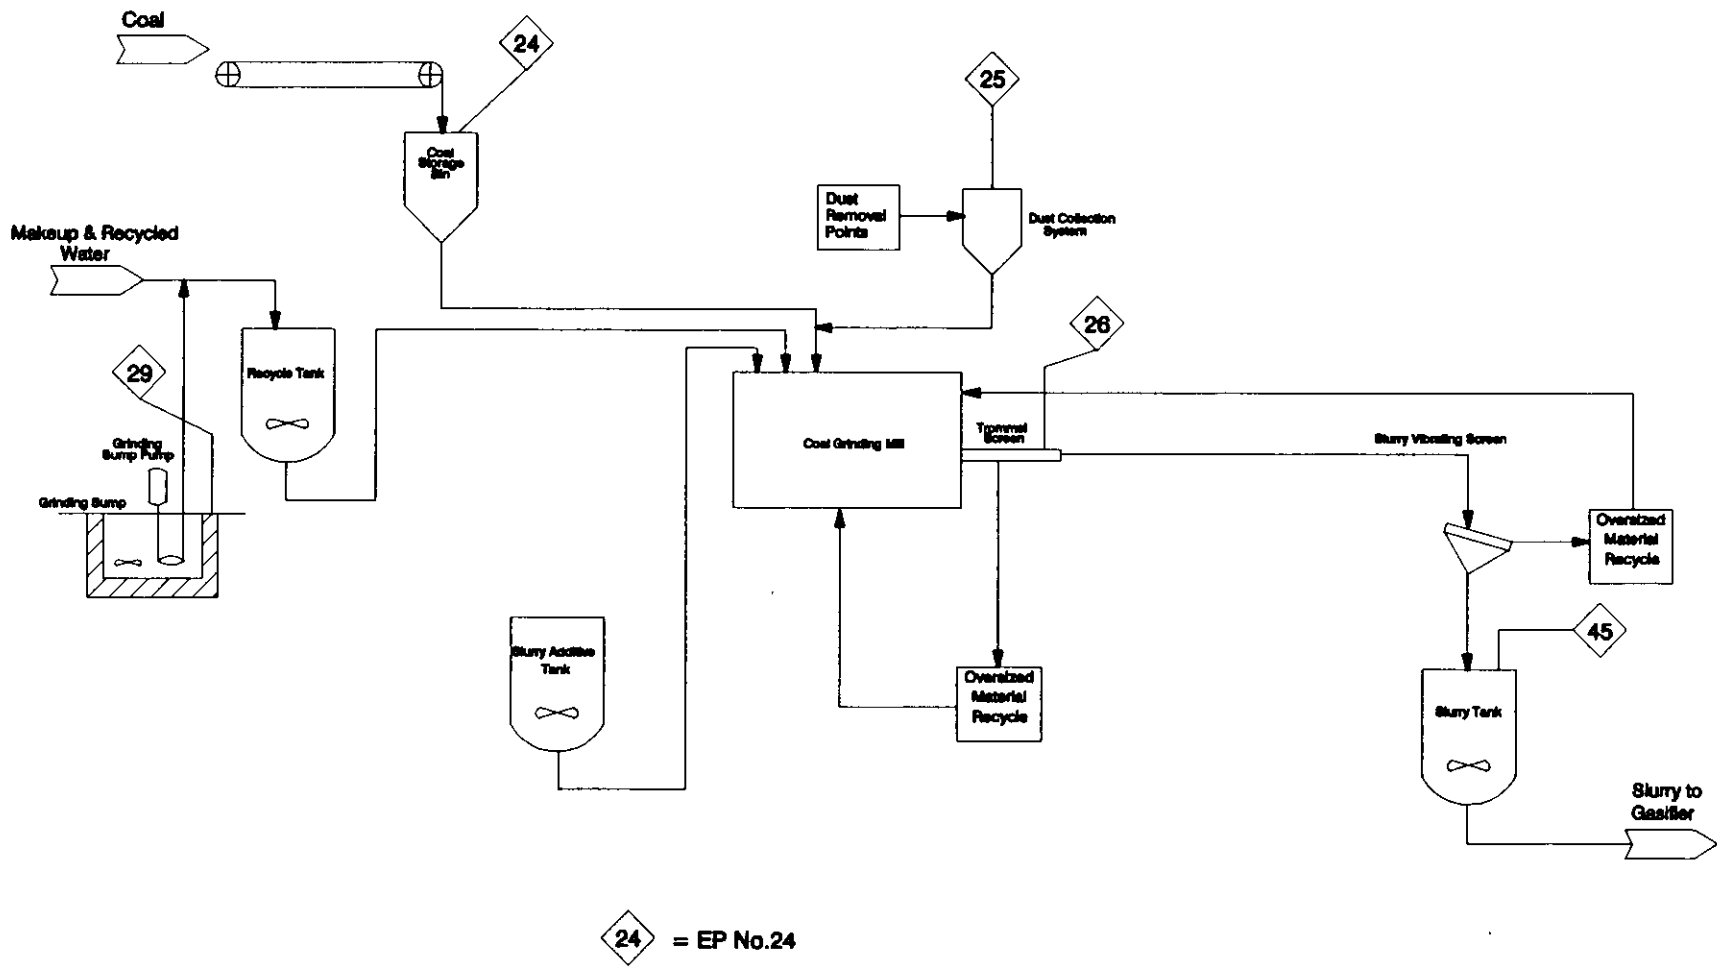 Coal
24
25
Coal
Storage
Bin
Dust
Removal
Points
Dust Collection
System
Makeup & Recycled
Water
26
29
Recycle Tank
Trommel
Screen
Coal Grinding Mill
Slurry Vibrating Screen
Grinding
Sump Pump
Grinding Sump
Oversized
Material
Recycle
45
Slurry Additive
Tank
Oversized
Material
Recycle
Slurry Tank
Slurry to
Gasifier
24 = EP No.24